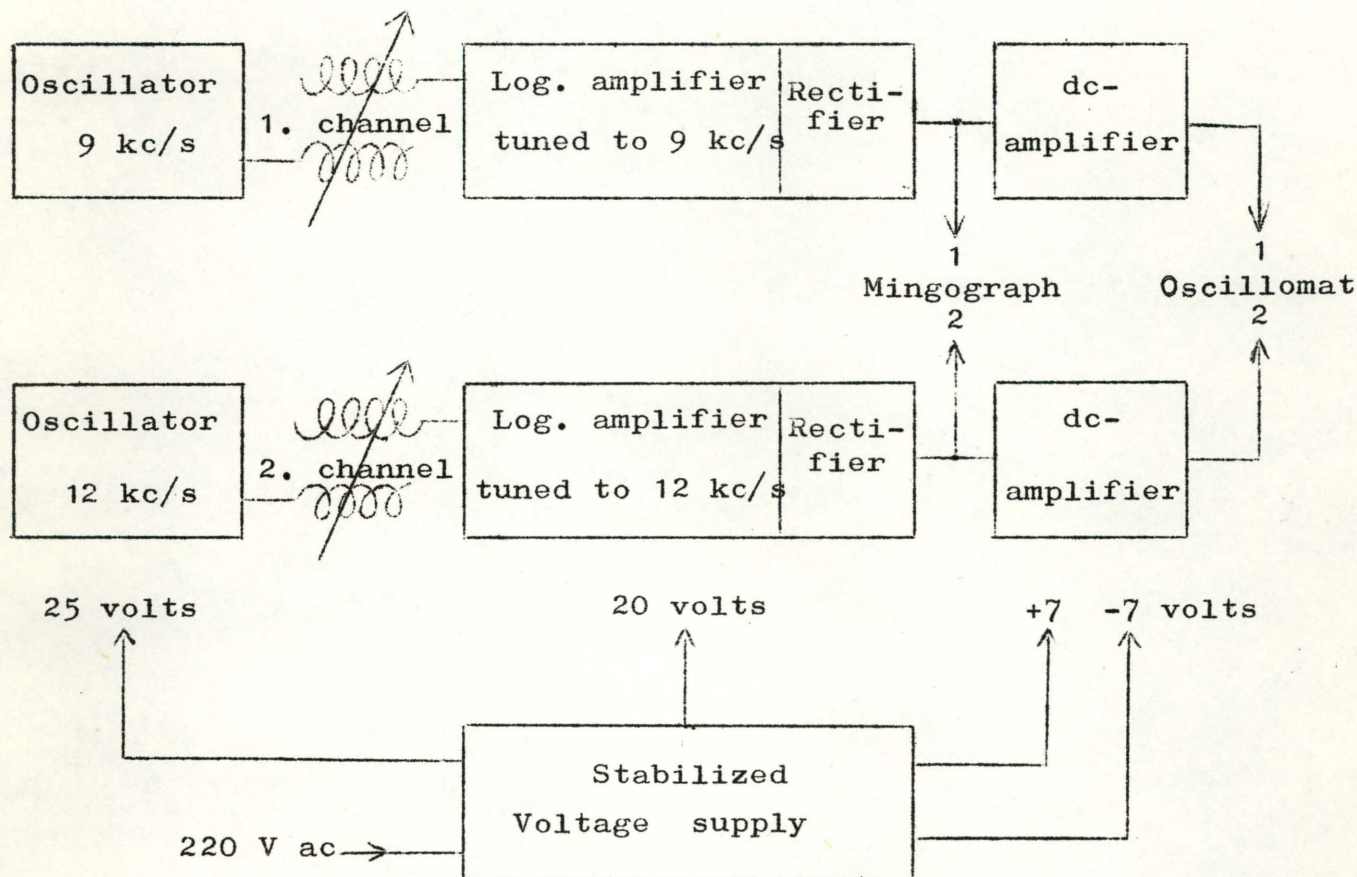 Oscillator
9 kc/s
1. channel
Log. amplifier
tuned to 9 kc/s
Recti-
fier
dc-
amplifier
1
Mingograph
2
1
Oscillomat
2
Oscillator
12 kc/s
2. channel
Log. amplifier
tuned to 12 kc/s
Recti-
fier
dc-
amplifier
25 volts
20 volts
+7 -7 volts
Stabilized
Voltage supply
220 V ac